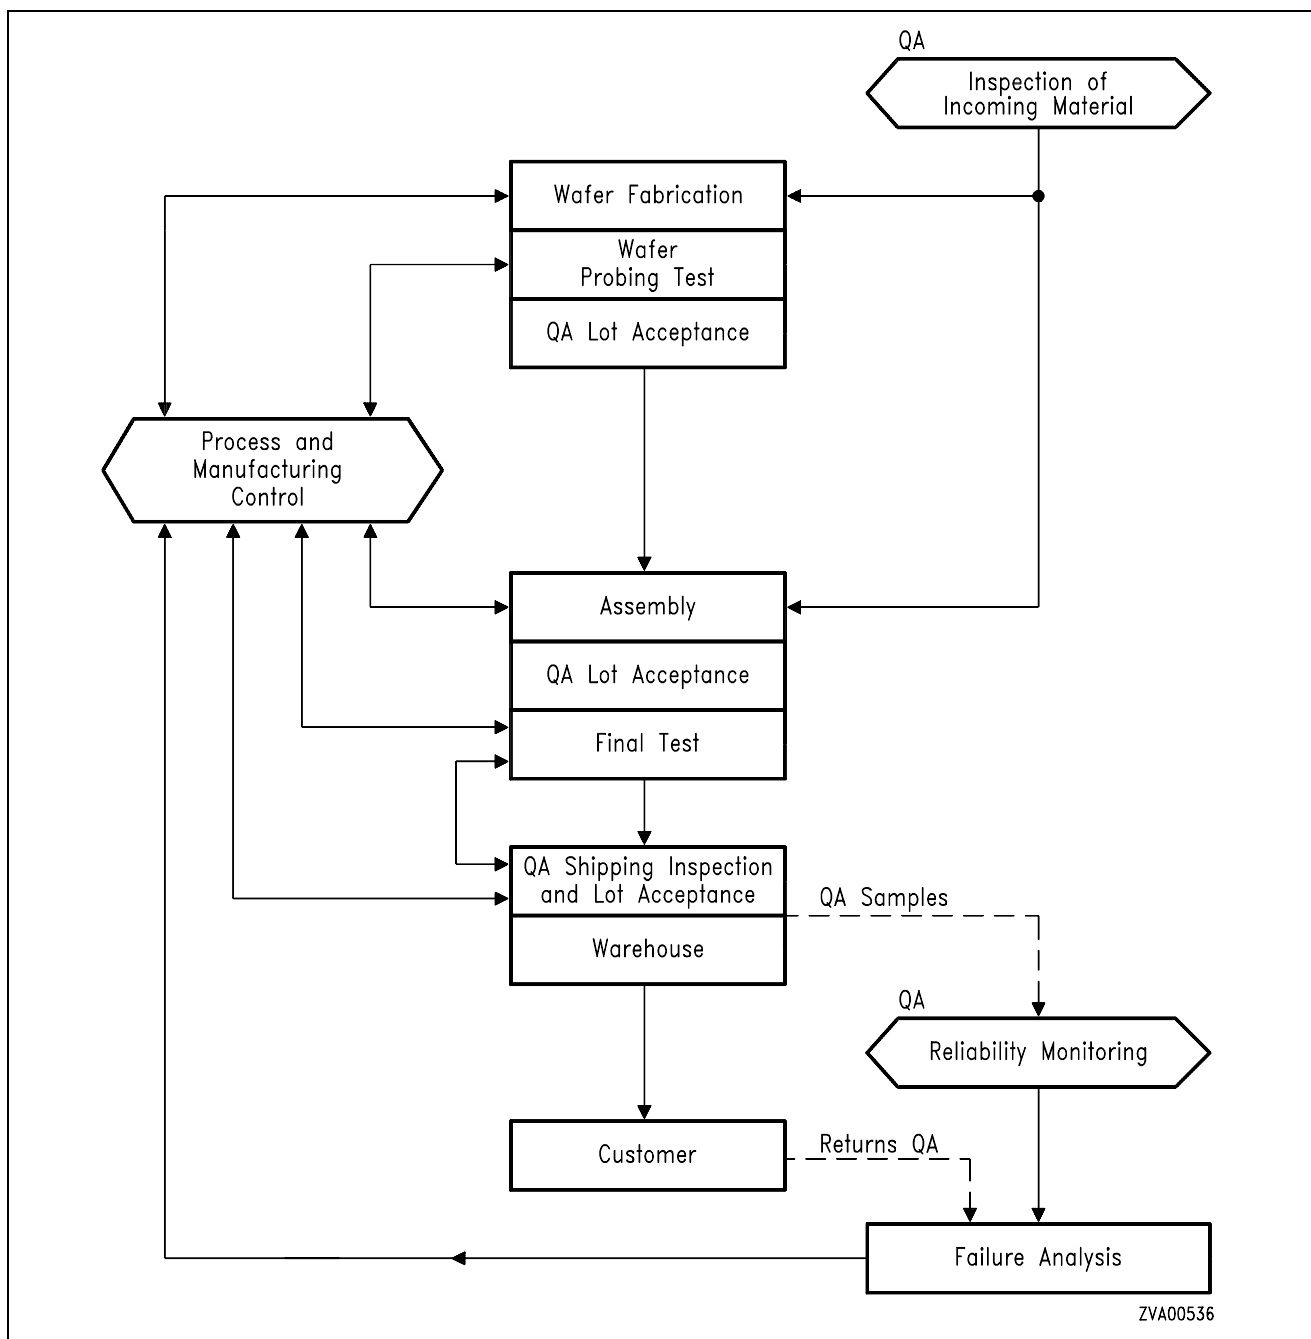 QA
Inspection of
Incoming Material
Wafer Fabrication
Wafer
Probing Test
QA Lot Acceptance
Process and
Manufacturing
Control
Assembly
QA Lot Acceptance
Final Test
QA Shipping Inspection
and Lot Acceptance
QA Samples
Warehouse
QA
Reliability Monitoring
Customer
Returns QA
Failure Analysis
ZVA00536